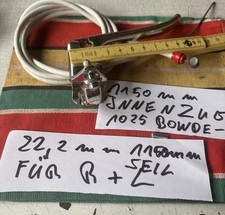 1150 mm
INNENZUG
1025 BOWDE-
22,2 mm 1150 mm
FÜR R + SEIL